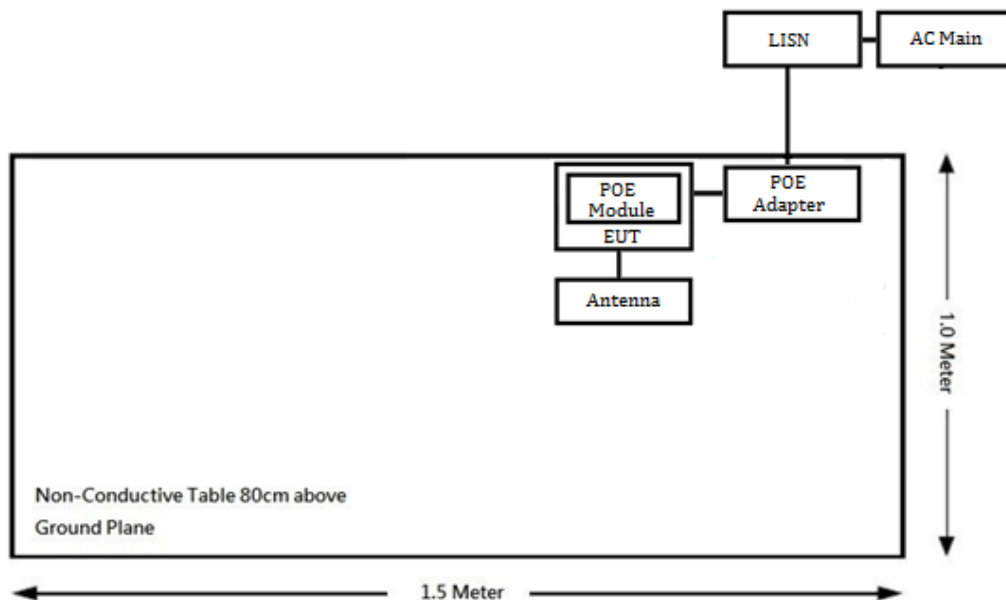 LISN
AC Main
POE
Module
EUT
POE
Adapter
Antenna
1.0 Meter
Non-Conductive Table 80cm above
Ground Plane
1.5 Meter